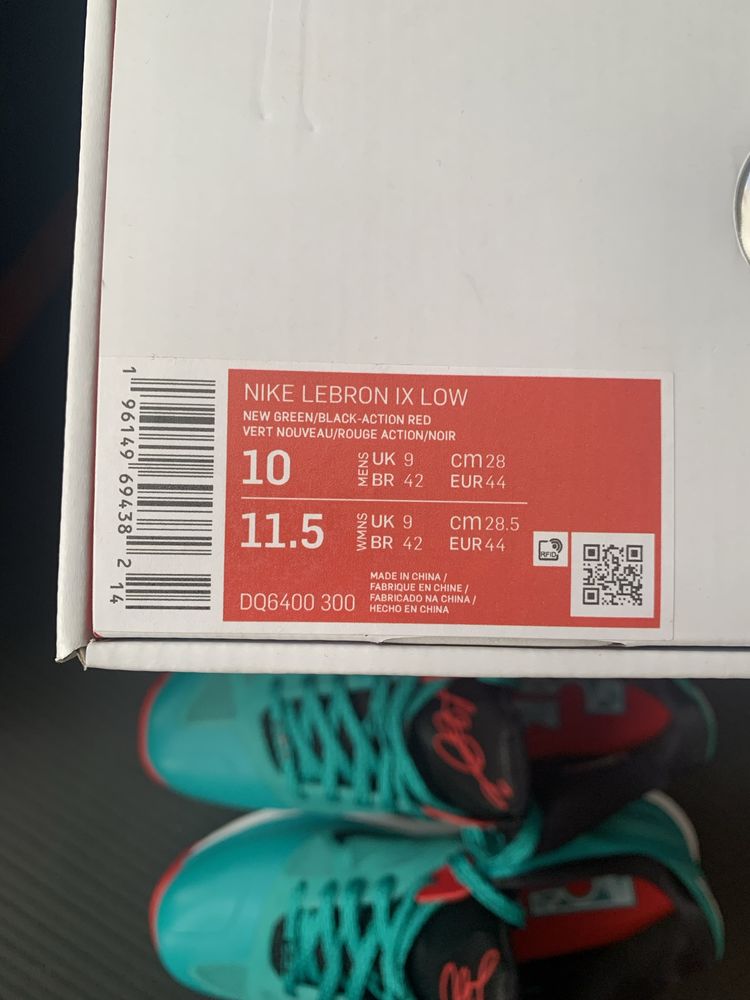 1 96149 69438 2 14
NIKE LEBRON IX LOW
NEW GREEN/BLACK-ACTION RED
VERT NOUVEAU/ROUGE ACTION/NOIR
10
MENS
UK 9 cm 28
BR 42 EUR 44
11.5
WMNS
UK 9 cm 28.5
BR 42 EUR 44
RFID
MADE IN CHINA /
FABRIQUE EN CHINE /
FABRICADO NA CHINA /
HECHO EN CHINA
DQ6400 300